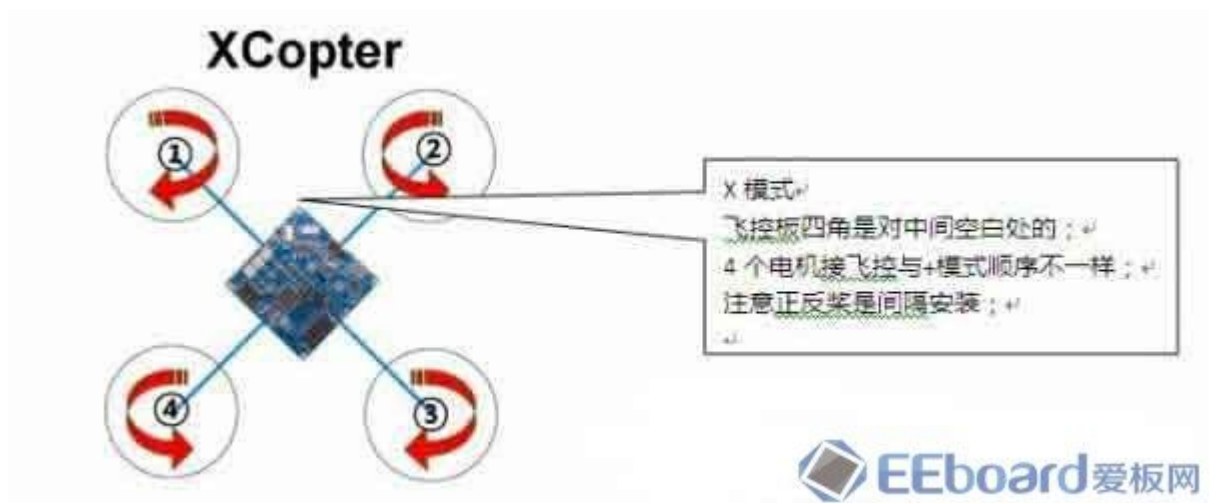 XCopter
①
②
X 模式
飞控板四角是对中间空白处的；
4 个电机接飞控与+模式顺序不一样；
注意正反桨是间隔安装；
④
③
EEboard爱板网